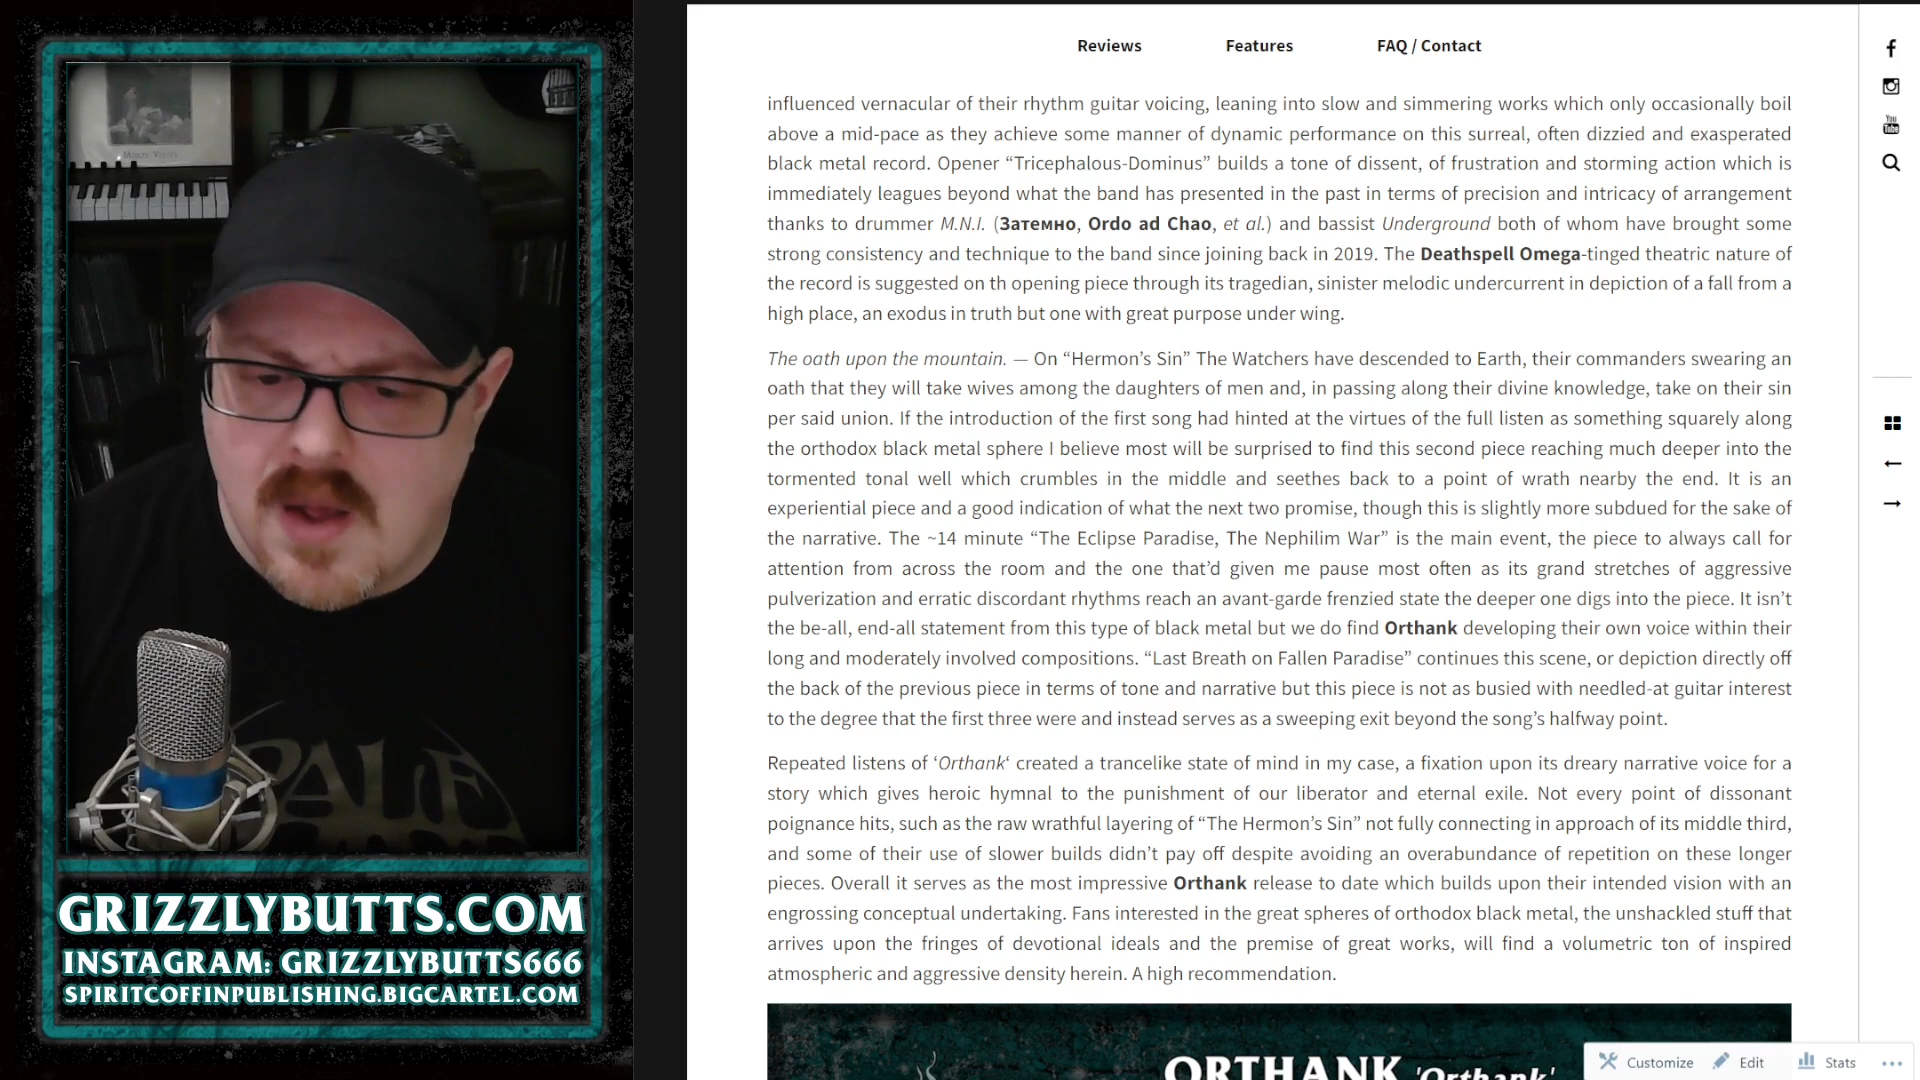 GRIZZLYBUTTS.COM
INSTAGRAM: GRIZZLYBUTTS666
SPIRITCOFFINPUBLISHING.BIGCARTEL.COM
PALE
Reviews
Features
FAQ / Contact
influenced vernacular of their rhythm guitar voicing, leaning into slow and simmering works which only occasionally boil
above a mid-pace as they achieve some manner of dynamic performance on this surreal, often dizzied and exasperated
black metal record. Opener “Tricephalous-Dominus” builds a tone of dissent, of frustration and storming action which is
immediately leagues beyond what the band has presented in the past in terms of precision and intricacy of arrangement
thanks to drummer M.N.I. (Затемно, Ordo ad Chao, et al.) and bassist Underground both of whom have brought some
strong consistency and technique to the band since joining back in 2019. The Deathspell Omega-tinged theatric nature of
the record is suggested on th opening piece through its tragedian, sinister melodic undercurrent in depiction of a fall from a
high place, an exodus in truth but one with great purpose under wing.
The oath upon the mountain. — On “Hermon’s Sin” The Watchers have descended to Earth, their commanders swearing an
oath that they will take wives among the daughters of men and, in passing along their divine knowledge, take on their sin
per said union. If the introduction of the first song had hinted at the virtues of the full listen as something squarely along
the orthodox black metal sphere I believe most will be surprised to find this second piece reaching much deeper into the
tormented tonal well which crumbles in the middle and seethes back to a point of wrath nearby the end. It is an
experiential piece and a good indication of what the next two promise, though this is slightly more subdued for the sake of
the narrative. The ~14 minute “The Eclipse Paradise, The Nephilim War” is the main event, the piece to always call for
attention from across the room and the one that’d given me pause most often as its grand stretches of aggressive
pulverization and erratic discordant rhythms reach an avant-garde frenzied state the deeper one digs into the piece. It isn’t
the be-all, end-all statement from this type of black metal but we do find Orthank developing their own voice within their
long and moderately involved compositions. “Last Breath on Fallen Paradise” continues this scene, or depiction directly off
the back of the previous piece in terms of tone and narrative but this piece is not as busied with needled-at guitar interest
to the degree that the first three were and instead serves as a sweeping exit beyond the song’s halfway point.
Repeated listens of ‘Orthank‘ created a trancelike state of mind in my case, a fixation upon its dreary narrative voice for a
story which gives heroic hymnal to the punishment of our liberator and eternal exile. Not every point of dissonant
poignance hits, such as the raw wrathful layering of “The Hermon’s Sin” not fully connecting in approach of its middle third,
and some of their use of slower builds didn’t pay off despite avoiding an overabundance of repetition on these longer
pieces. Overall it serves as the most impressive Orthank release to date which builds upon their intended vision with an
engrossing conceptual undertaking. Fans interested in the great spheres of orthodox black metal, the unshackled stuff that
arrives upon the fringes of devotional ideals and the premise of great works, will find a volumetric ton of inspired
atmospheric and aggressive density herein. A high recommendation.
ORTHANK 'Orthank'
Customize
Edit
Stats
You Tube